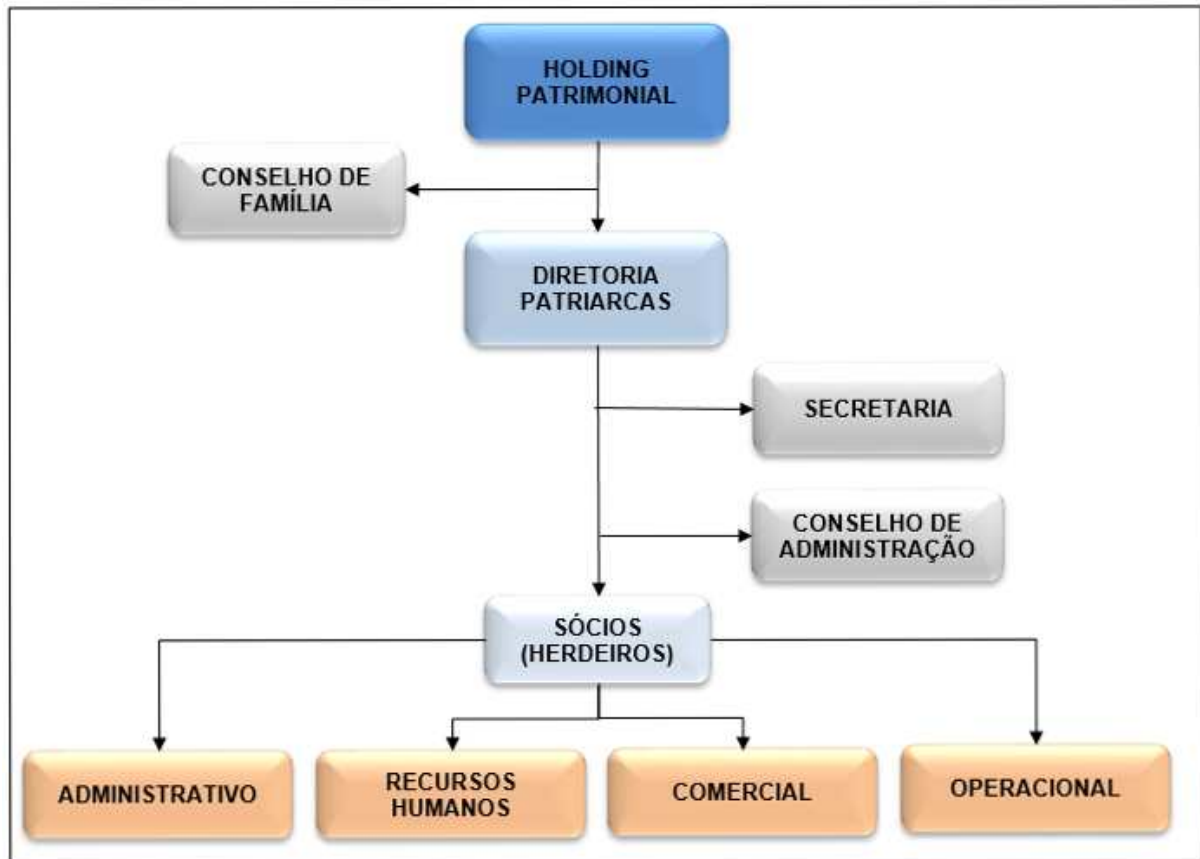 HOLDING
PATRIMONIAL
CONSELHO DE
FAMÍLIA
DIRETORIA
PATRIARCAS
SECRETARIA
CONSELHO DE
ADMINISTRAÇÃO
SÓCIOS
(HERDEIROS)
ADMINISTRATIVO
RECURSOS
HUMANOS
COMERCIAL
OPERACIONAL